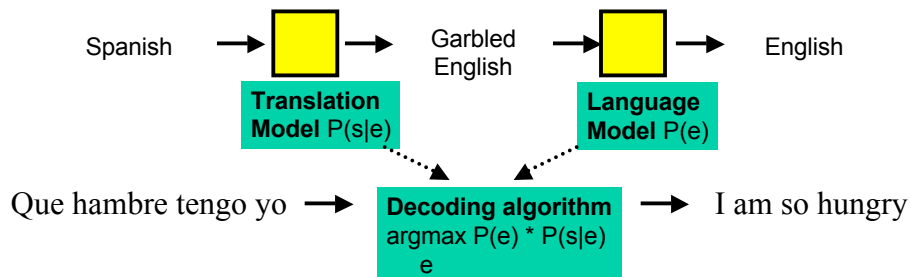 Spanish
Garbled
English
English
Translation
Model P(s|e)
Language
Model P(e)
Que hambre tengo yo
Decoding algorithm
argmax P(e) * P(s|e)
e
I am so hungry